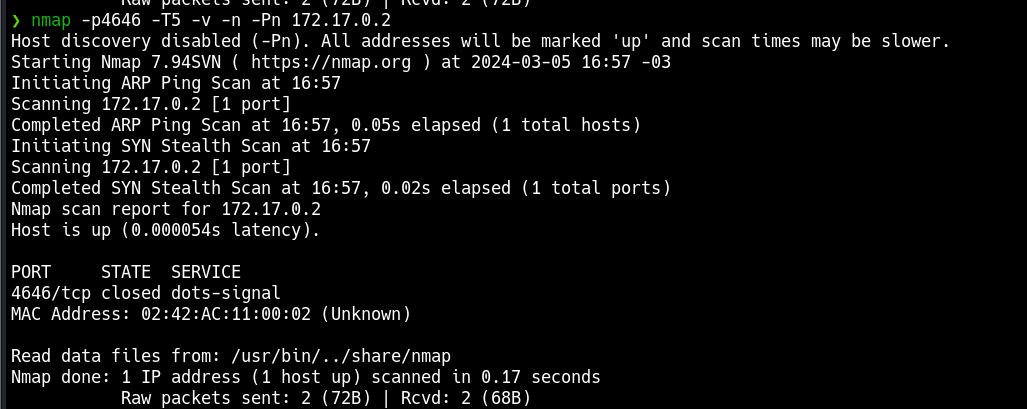 Raw packets sent: 2 (72B) | Rcvd: 2 (72B)
❯ nmap -p4646 -T5 -v -n -Pn 172.17.0.2
Host discovery disabled (-Pn). All addresses will be marked 'up' and scan times may be slower.
Starting Nmap 7.94SVN ( https://nmap.org ) at 2024-03-05 16:57 -03
Initiating ARP Ping Scan at 16:57
Scanning 172.17.0.2 [1 port]
Completed ARP Ping Scan at 16:57, 0.05s elapsed (1 total hosts)
Initiating SYN Stealth Scan at 16:57
Scanning 172.17.0.2 [1 port]
Completed SYN Stealth Scan at 16:57, 0.02s elapsed (1 total ports)
Nmap scan report for 172.17.0.2
Host is up (0.000054s latency).
PORT     STATE  SERVICE
4646/tcp closed dots-signal
MAC Address: 02:42:AC:11:00:02 (Unknown)
Read data files from: /usr/bin/../share/nmap
Nmap done: 1 IP address (1 host up) scanned in 0.17 seconds
Raw packets sent: 2 (72B) | Rcvd: 2 (68B)